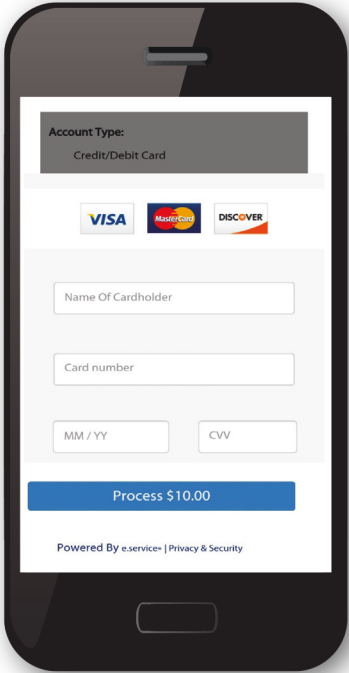 Account Type:
Credit/Debit Card
VISA MasterCard DISCOVER
Name Of Cardholder
Card number
MM / YY CVV
Process $10.00
Powered By e.service® | Privacy & Security